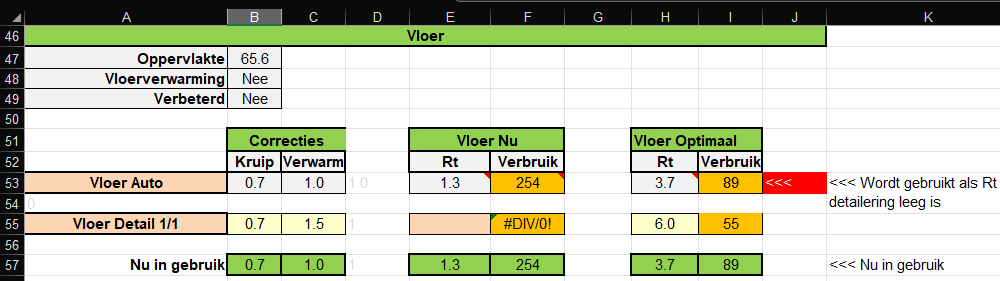 A B C D E F G H I J K
46 Vloer
47 Oppervlakte 65.6
48 Vloerverwarming Nee
49 Verbeterd Nee
50
51 Correcties Vloer Nu Vloer Optimaal
52 Kruip Verwarm Rt Verbruik Rt Verbruik
53 Vloer Auto 0.7 1.0 1.0 1.3 254 3.7 89 <<< <<< Wordt gebruikt als Rt
54 0 detailering leeg is
55 Vloer Detail 1/1 0.7 1.5 1 #DIV/0! 6.0 55
56
57 Nu in gebruik 0.7 1.0 1 1.3 254 3.7 89 <<< Nu in gebruik